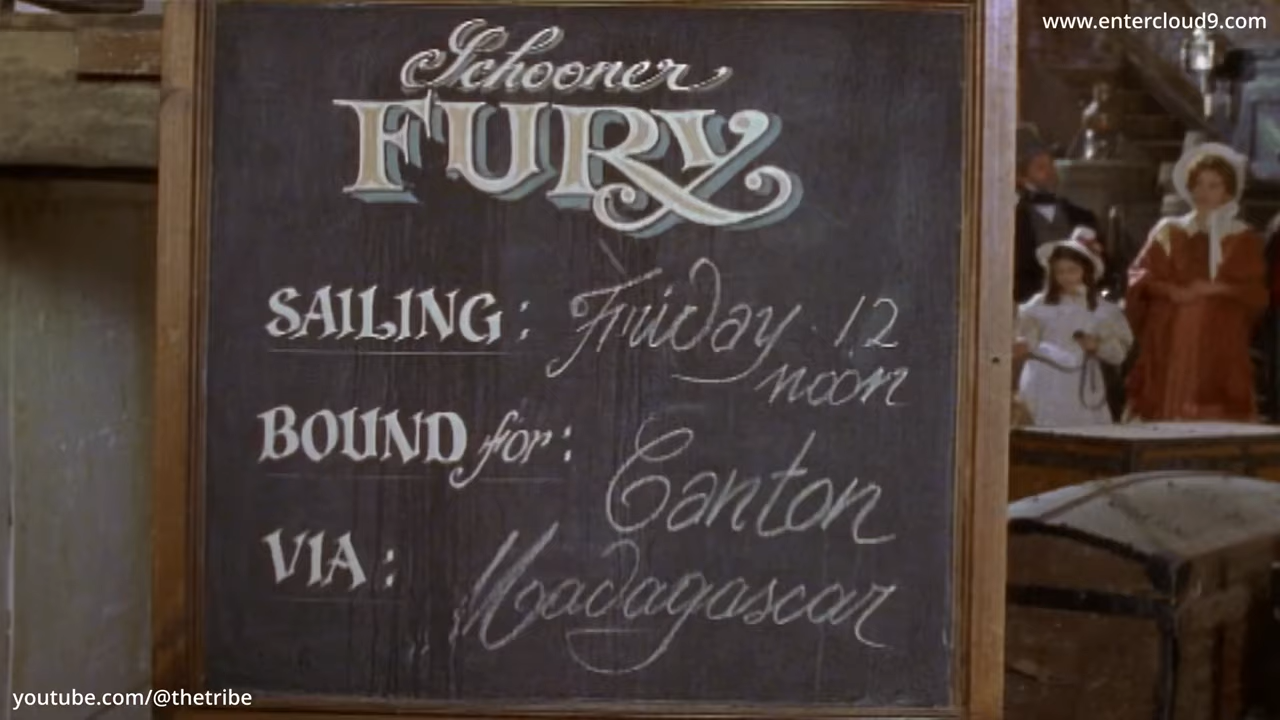 www.entercloud9.com
Schooner
FURY
SAILING: Friday 12
noon
BOUND for: Canton
VIA: Madagascar
youtube.com/@thetribe